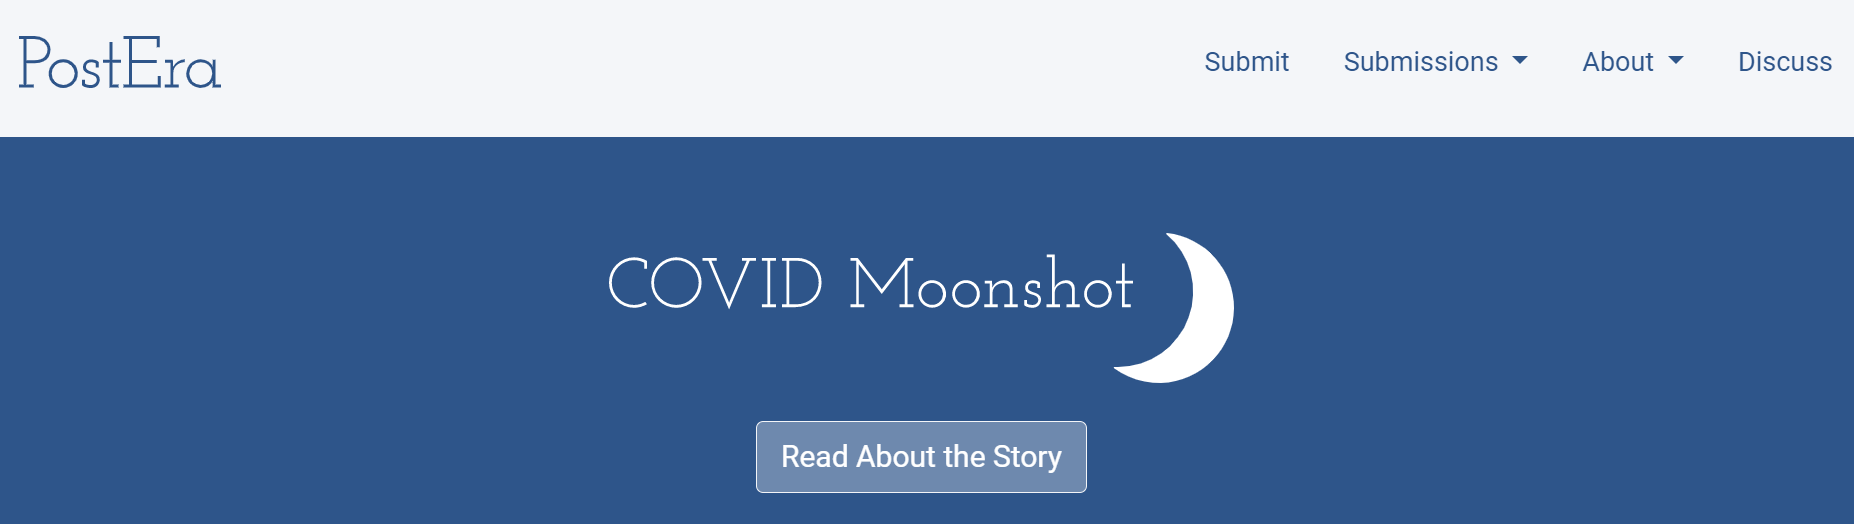 PostEra
Submit Submissions About Discuss
COVID Moonshot
Read About the Story